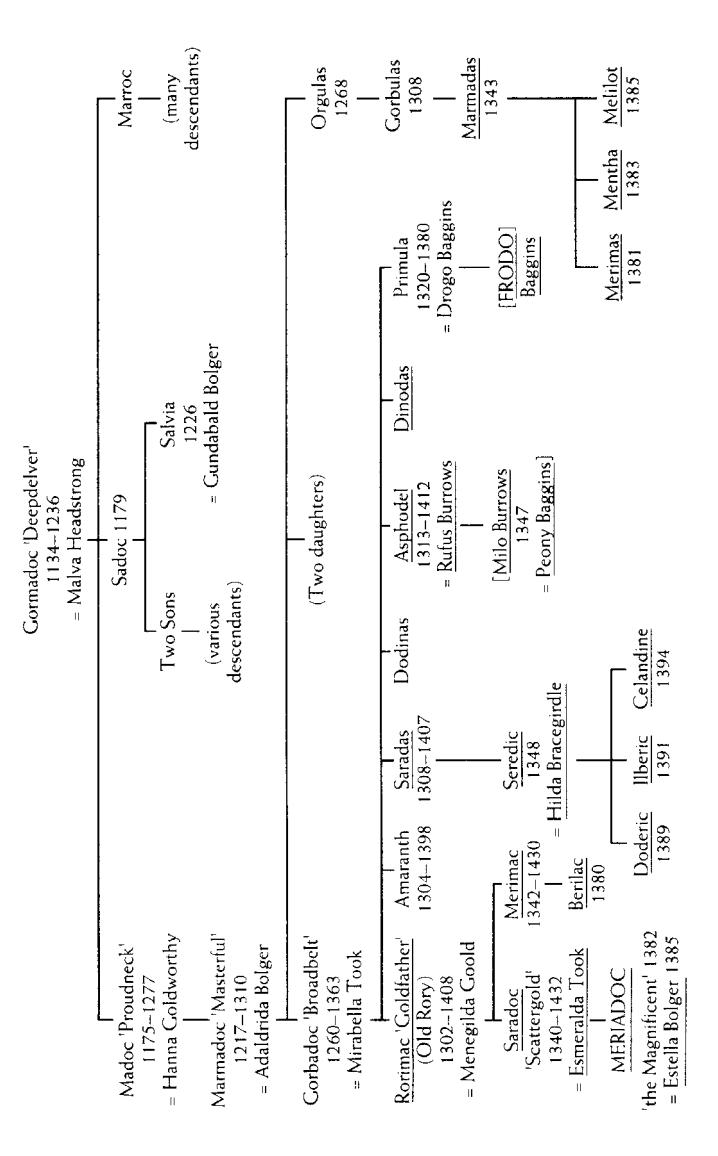 Gormadoc 'Deepdelver'
1134–1236
= Malva Headstrong
Madoc 'Proudneck'
1175–1277
= Hanna Goldworthy
Sadoc 1179
Marroc
(many
descendants)
Two Sons
(various
descendants)
Salvia
1226
= Gundabald Bolger
Marmadoc 'Masterful'
1217–1310
= Adaldrida Bolger
Gorbadoc 'Broadbelt'
1260–1363
= Mirabella Took
(Two daughters)
Orgulas
1268
Gorbulas
1308
Marmadas
1343
Rorimac 'Goldfather'
(Old Rory)
1302–1408
= Menegilda Goold
Amaranth
1304–1398
Saradas
1308–1407
Dodinas
Asphodel
1313–1412
= Rufus Burrows
Dinodas
Primula
1320–1380
= Drogo Baggins
[FRODO]
Baggins
Saradoc
'Scattergold'
1340–1432
= Esmeralda Took
Merimac
1342–1430
Berilac
1380
Seredic
1348
= Hilda Bracegirdle
[Milo Burrows
1347
= Peony Baggins]
Merimas
1381
Mentha
1383
Melilot
1385
MERIADOC
'the Magnificent' 1382
= Estella Bolger 1385
Doderic
1389
Ilberic
1391
Celandine
1394